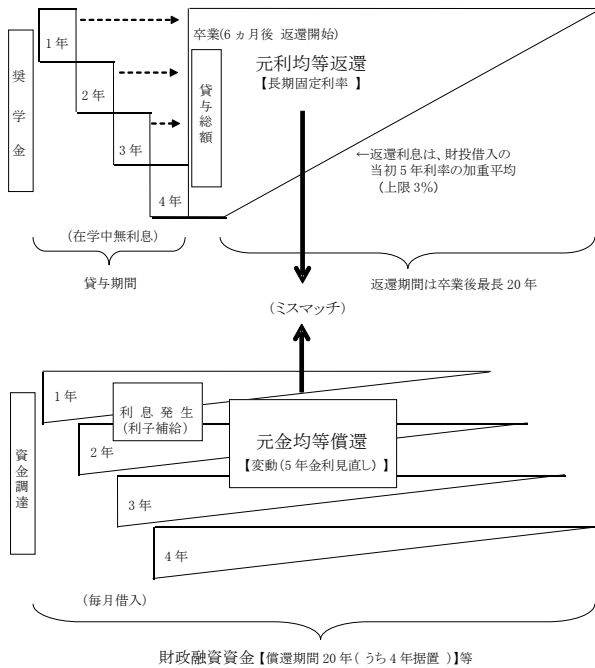 奨学金
1年
2年
3年
4年
卒業(6ヵ月後 返還開始)
貸与総額
元利均等返還
【長期固定利率】
←返還利息は、財投借入の
当初5年利率の加重平均
(上限3%)
(在学中無利息)
貸与期間
返還期間は卒業後最長20年
(ミスマッチ)
資金調達
1年
利息発生
(利子補給)
2年
元金均等償還
【変動(5年金利見直し)】
3年
4年
(毎月借入)
財政融資資金【償還期間20年(うち4年据置)】等